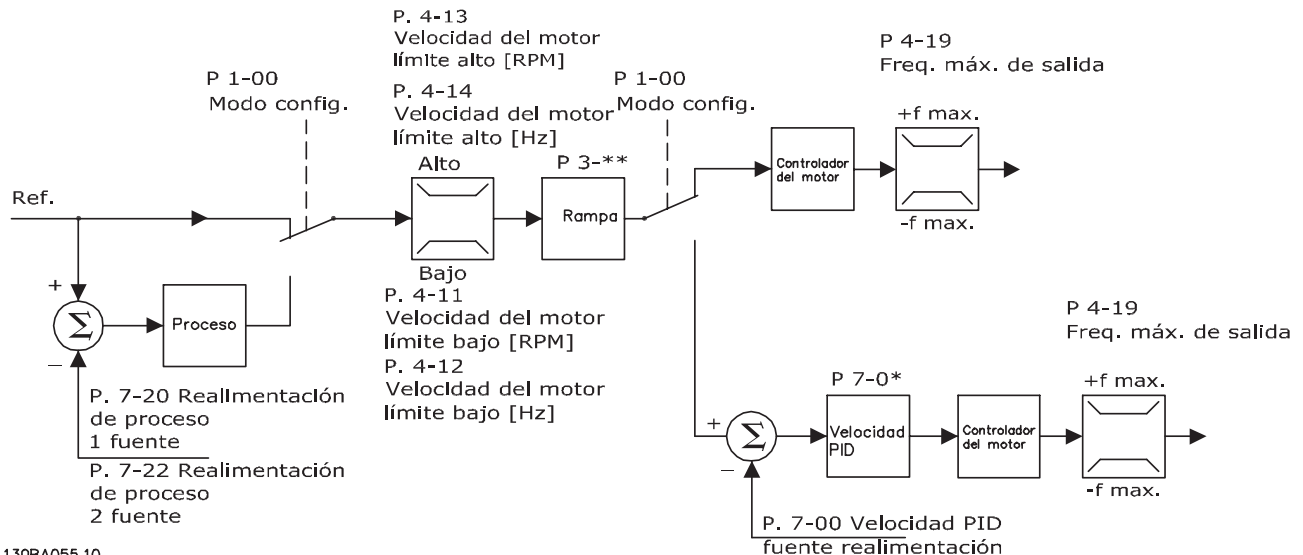 P. 4-13
Velocidad del motor
límite alto [RPM]
P. 4-14
Velocidad del motor
límite alto [Hz]
P 1-00
Modo config.
P 1-00
Modo config.
P 4-19
Freq. máx. de salida
+f max.
-f max.
Controlador
del motor
Alto
Bajo
P 3-**
Rampa
Ref.
+
Σ
−
Proceso
P. 4-11
Velocidad del motor
límite bajo [RPM]
P. 4-12
Velocidad del motor
límite bajo [Hz]
P. 7-20 Realimentación
de proceso
1 fuente
P. 7-22 Realimentación
de proceso
2 fuente
P 4-19
Freq. máx. de salida
+f max.
-f max.
P 7-0*
+
Σ
−
Velocidad
PID
Controlador
del motor
P. 7-00 Velocidad PID
fuente realimentación
130BA055.10